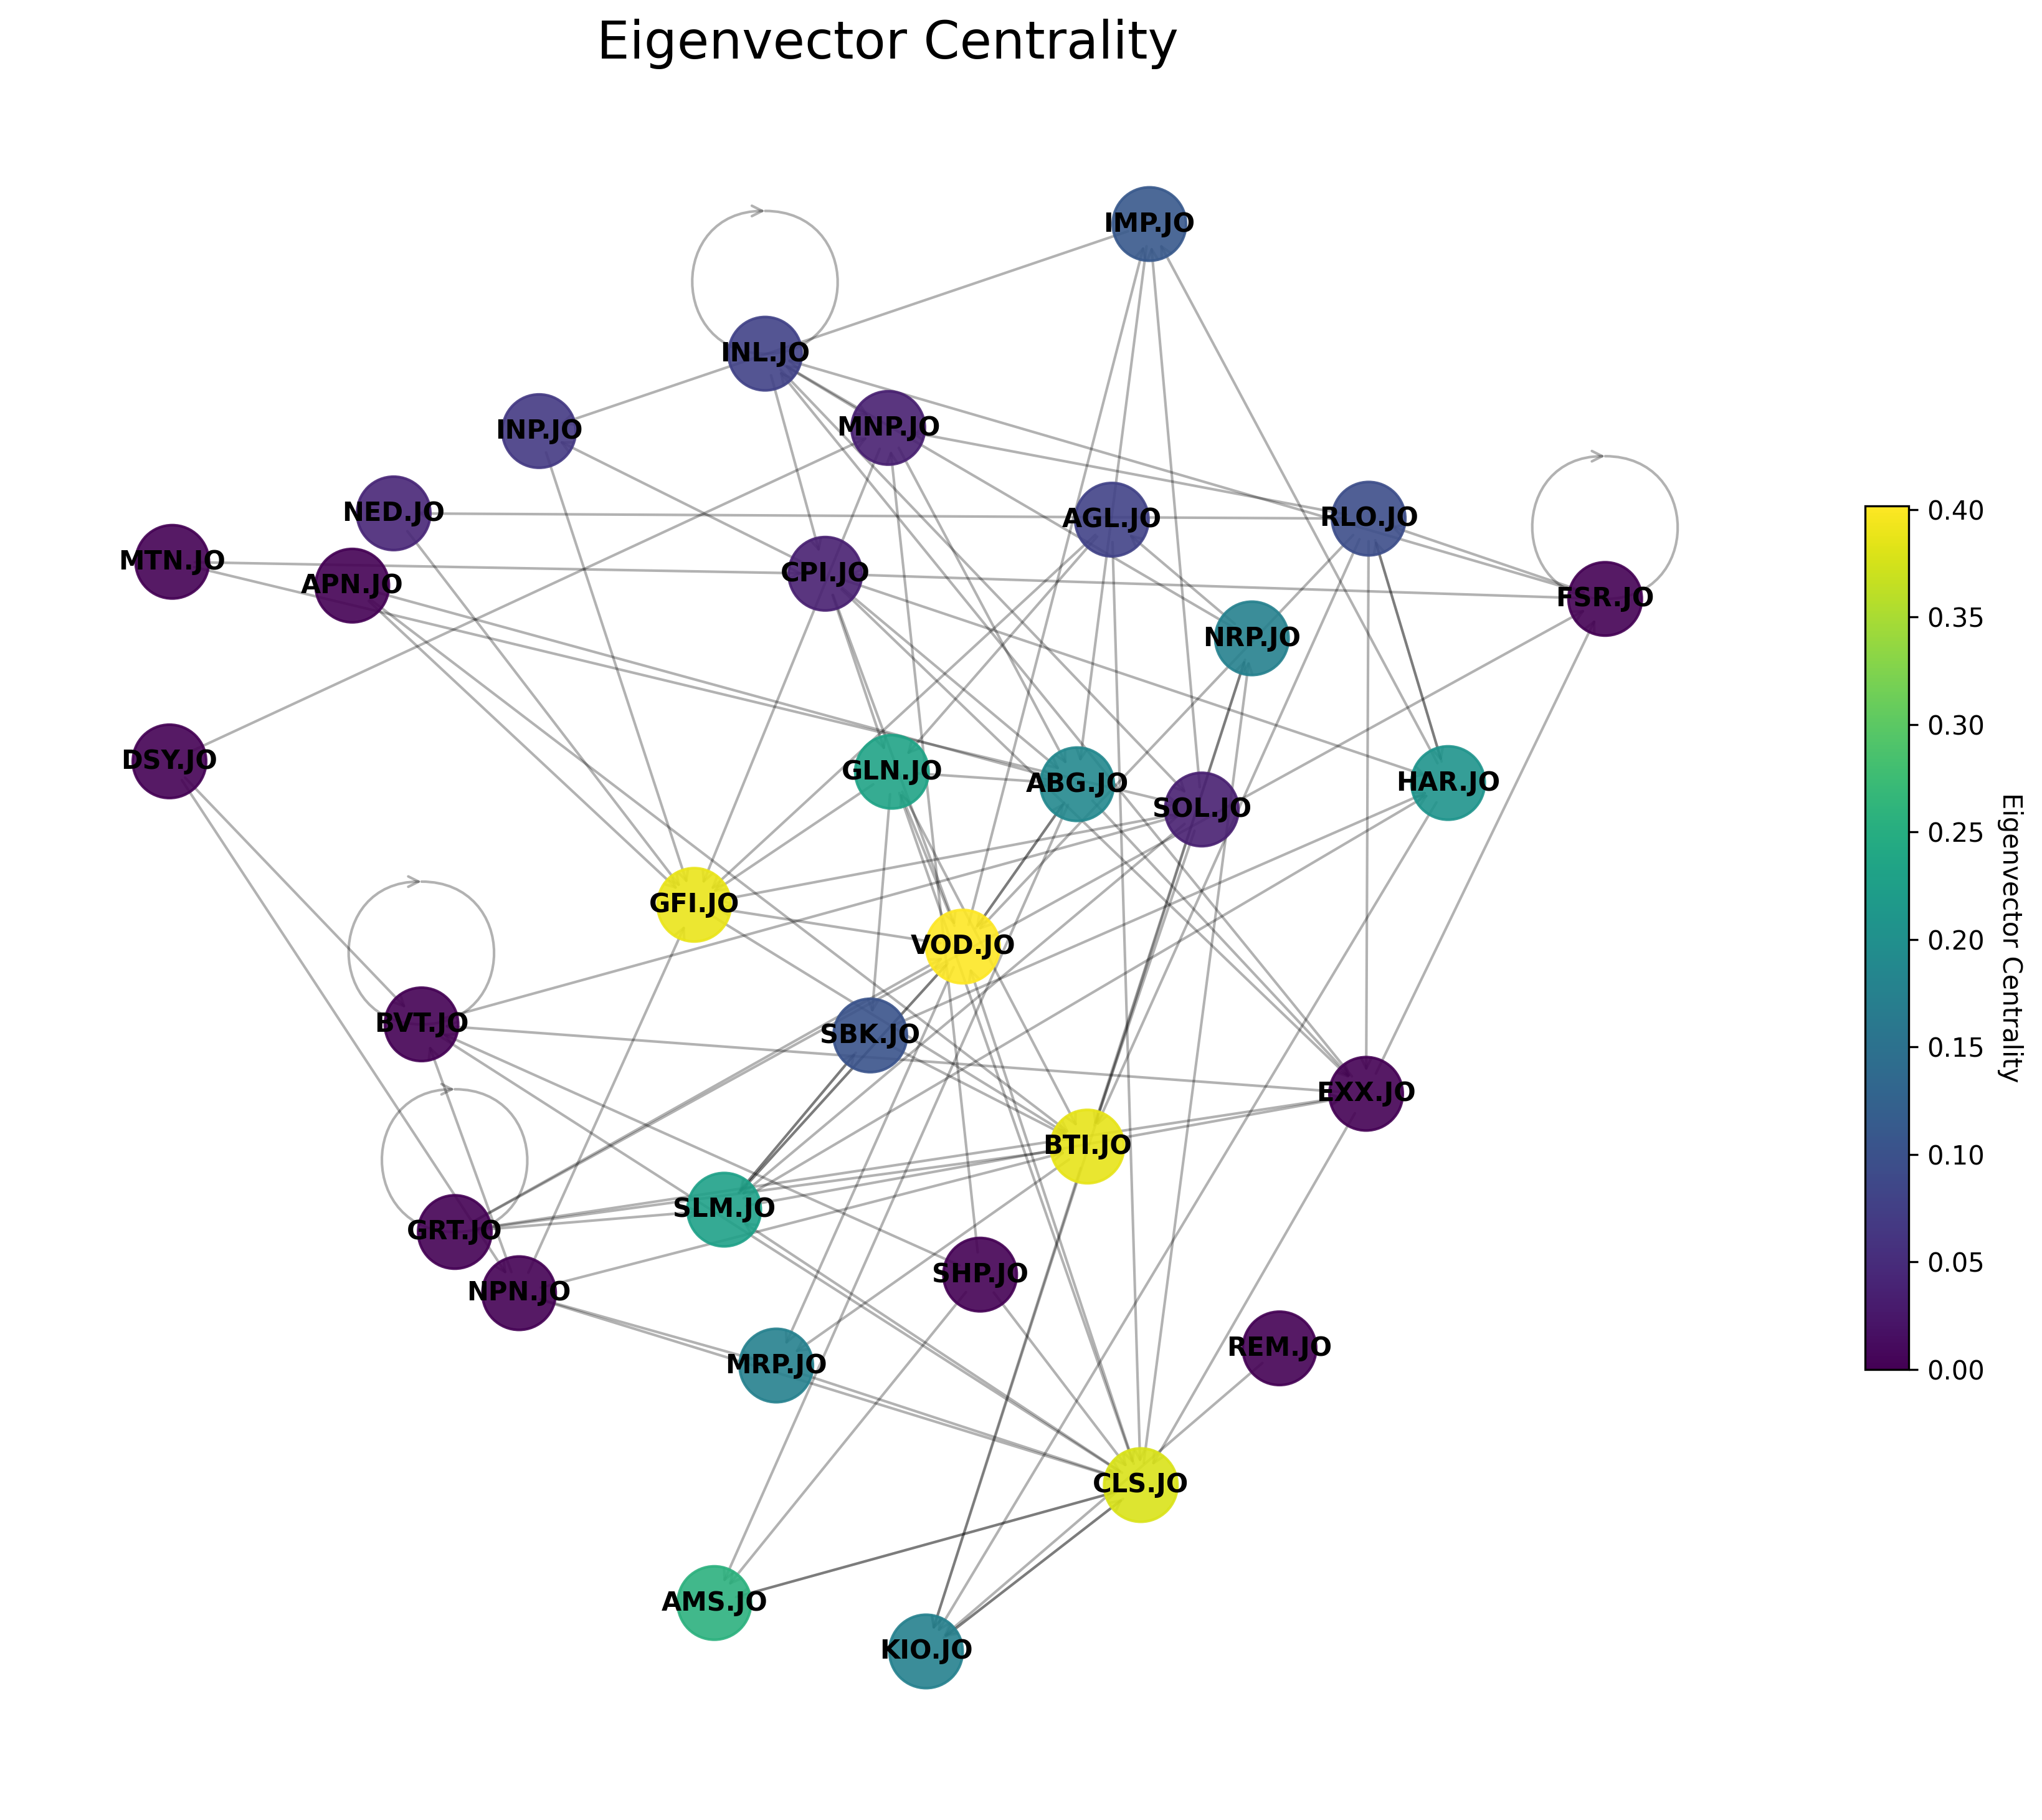 Eigenvector Centrality
IMP.JO
INL.JO
MNP.JO
INP.JO
NED.JO
AGL.JO
RLO.JO
MTN.JO
APN.JO
CPI.JO
FSR.JO
NRP.JO
DSY.JO
GLN.JO
ABG.JO
HAR.JO
SOL.JO
GFI.JO
VOD.JO
BVT.JO
SBK.JO
EXX.JO
BTI.JO
SLM.JO
GRT.JO
SHP.JO
NPN.JO
REM.JO
MRP.JO
CLS.JO
AMS.JO
KIO.JO
0.40
0.35
0.30
0.25
0.20
0.15
0.10
0.05
0.00
Eigenvector Centrality